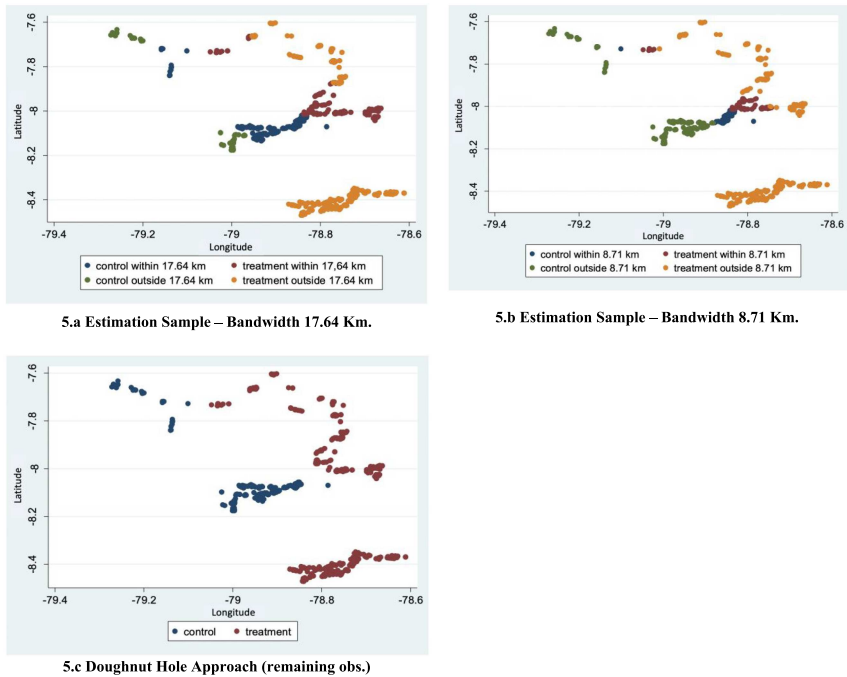 -7.6
-7.8
-8
-8.2
-8.4
Latitude
-79.4 -79.2 -79 -78.8 -78.6
Longitude
control within 17.64 km treatment within 17,64 km
control outside 17.64 km treatment outside 17.64 km
5.a Estimation Sample – Bandwidth 17.64 Km.
-7.6
-7.8
-8
-8.2
-8.4
Latitude
-79.4 -79.2 -79 -78.8 -78.6
Longitude
control within 8.71 km treatment within 8.71 km
control outside 8.71 km treatment outside 8.71 km
5.b Estimation Sample – Bandwidth 8.71 Km.
-7.6
-7.8
-8
-8.2
-8.4
Latitude
-79.4 -79.2 -79 -78.8 -78.6
Longitude
control treatment
5.c Doughnut Hole Approach (remaining obs.)